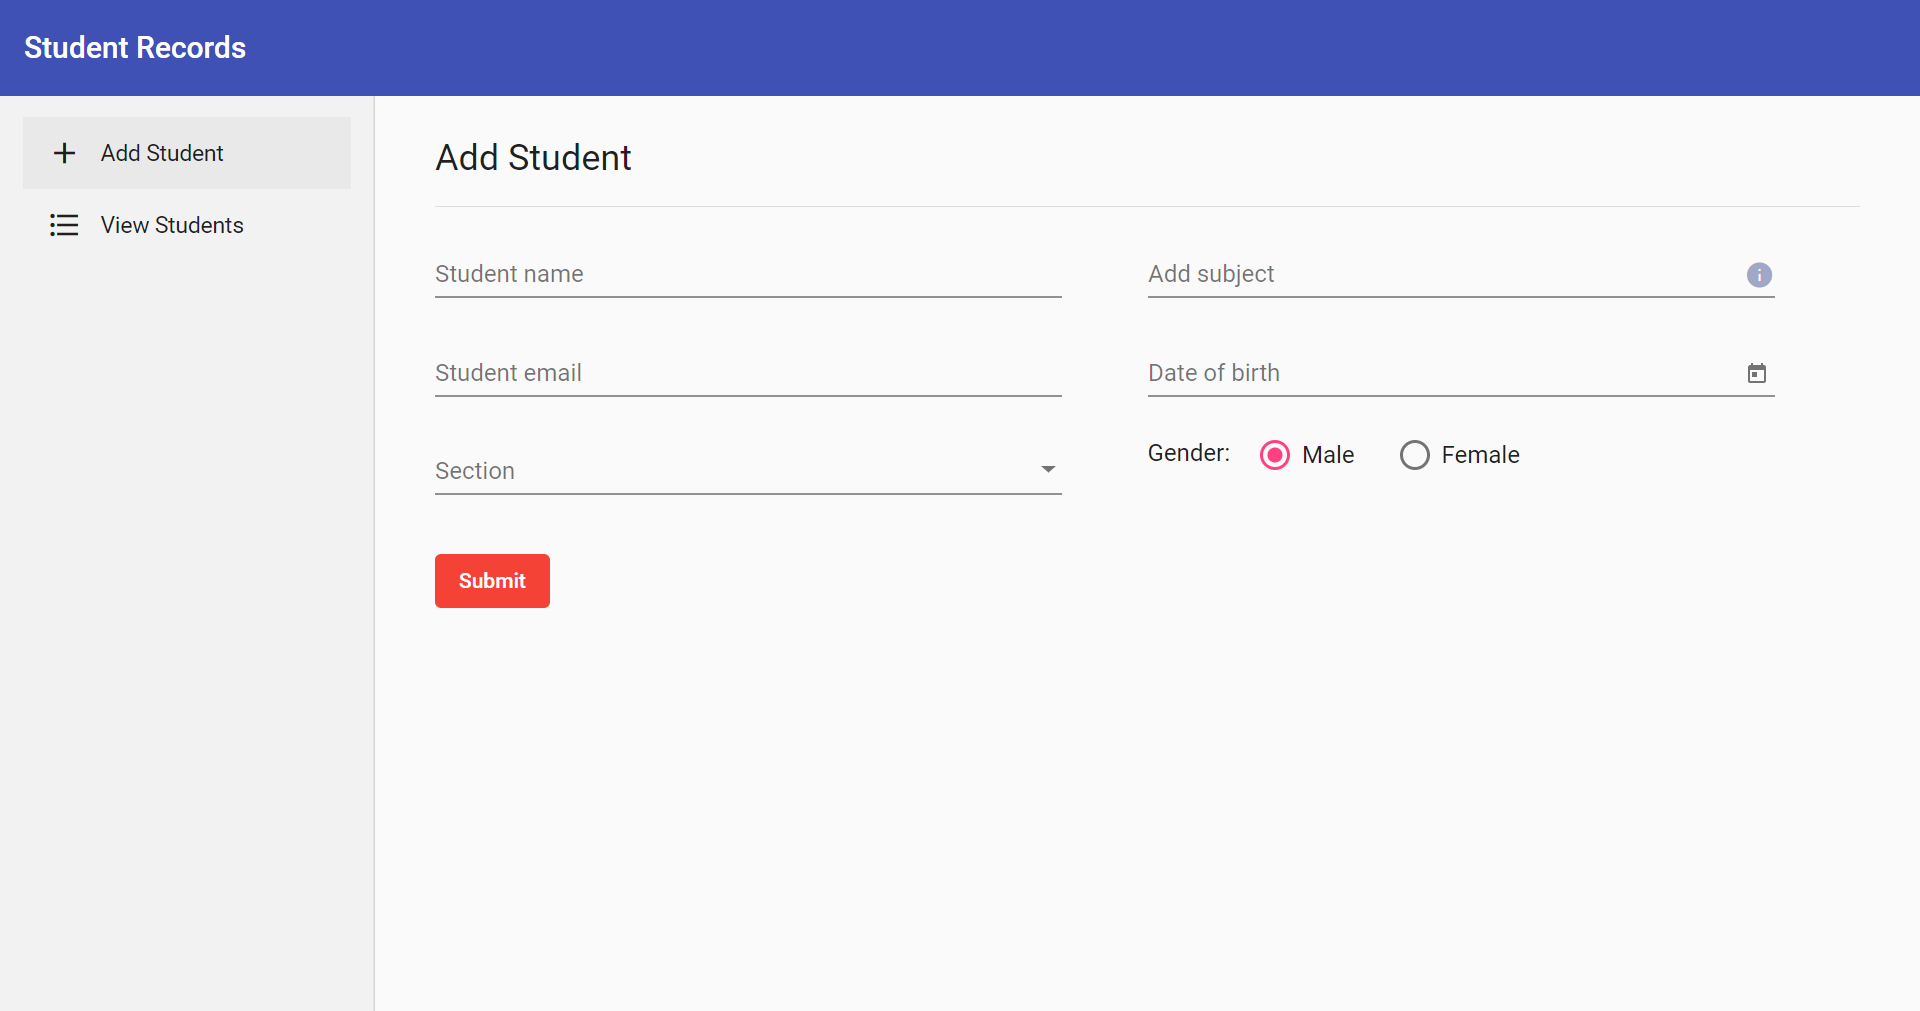 Student Records
Add Student
View Students
Add Student
Student name
Add subject
Student email
Date of birth
Section
Gender: Male Female
Submit